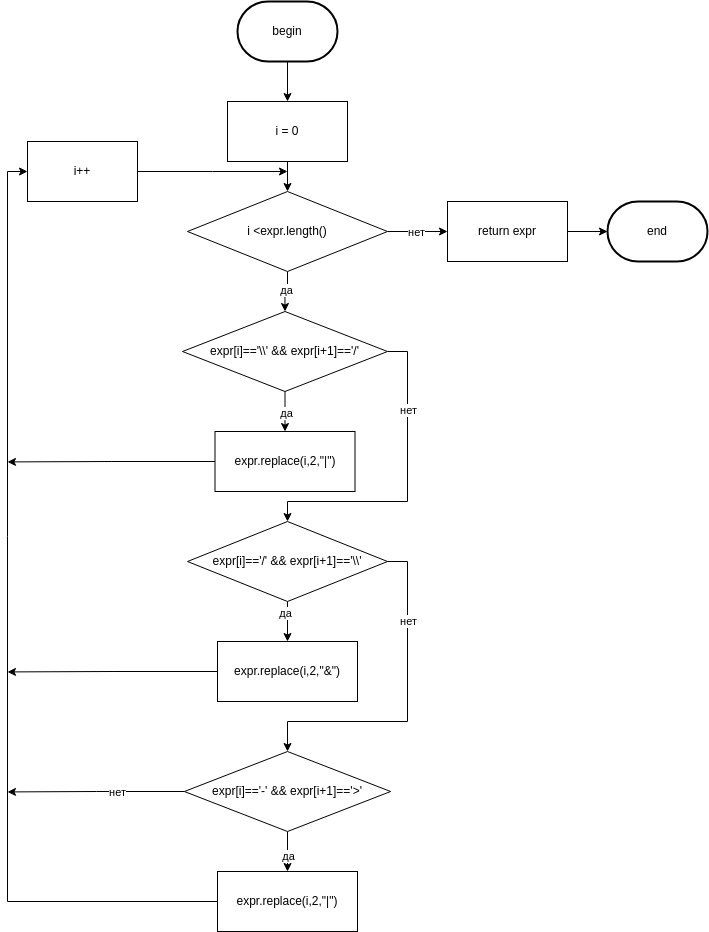 begin
i = 0
i++
i <expr.length()
нет
return expr
end
да
expr[i]=='\\' && expr[i+1]=='/'
нет
да
expr.replace(i,2,"|")
expr[i]=='/' && expr[i+1]=='\\'
да
нет
expr.replace(i,2,"&")
expr[i]=='-' && expr[i+1]=='>'
нет
да
expr.replace(i,2,"|")